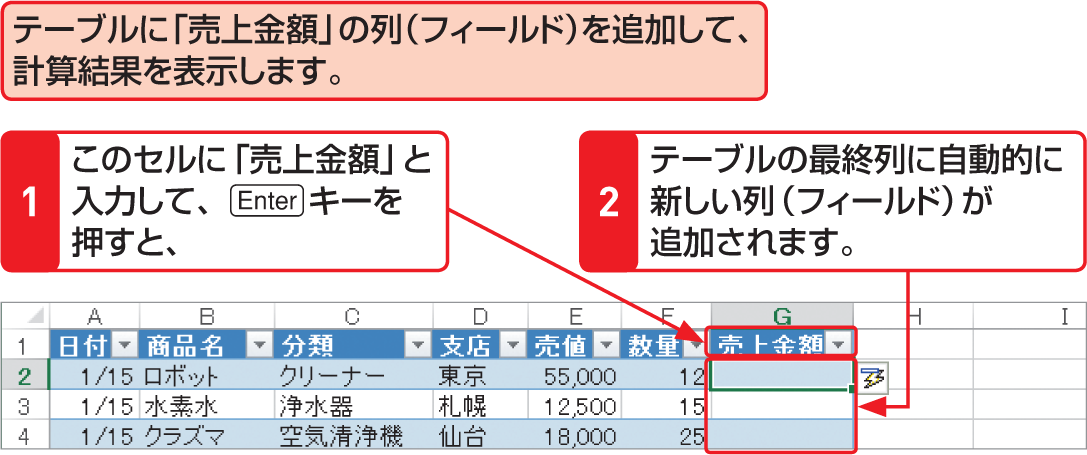 テーブルに「売上金額」の列（フィールド）を追加して、
計算結果を表示します。
1
このセルに「売上金額」と
入力して、Enterキーを
押すと、
2
テーブルの最終列に自動的に
新しい列（フィールド）が
追加されます。
A B C D E F G H I
1 日付 商品名 分類 支店 売値 数量 売上金額
2 1/15 ロボット クリーナー 東京 55,000 12
3 1/15 水素水 浄水器 札幌 12,500 15
4 1/15 クラズマ 空気清浄機 仙台 18,000 25